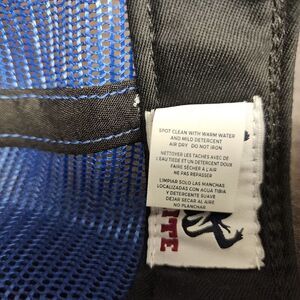 SPOT CLEAN WITH WARM WATER
AND MILD DETERGENT
AIR DRY DO NOT IRON
NETTOYER LES TACHES AVEC DE
L'EAU TIEDE ET UN DETERGENT DOUX
FAIRE SÉCHER À L'AIR
NE PAS REPASSER
LIMPIAR SOLO LAS MANCHAS
LOCALIZADAS CON AGUA TIBIA
Y DETERGENTE SUAVE
DEJAR SECAR AL AIRE
NO PLANCHAR